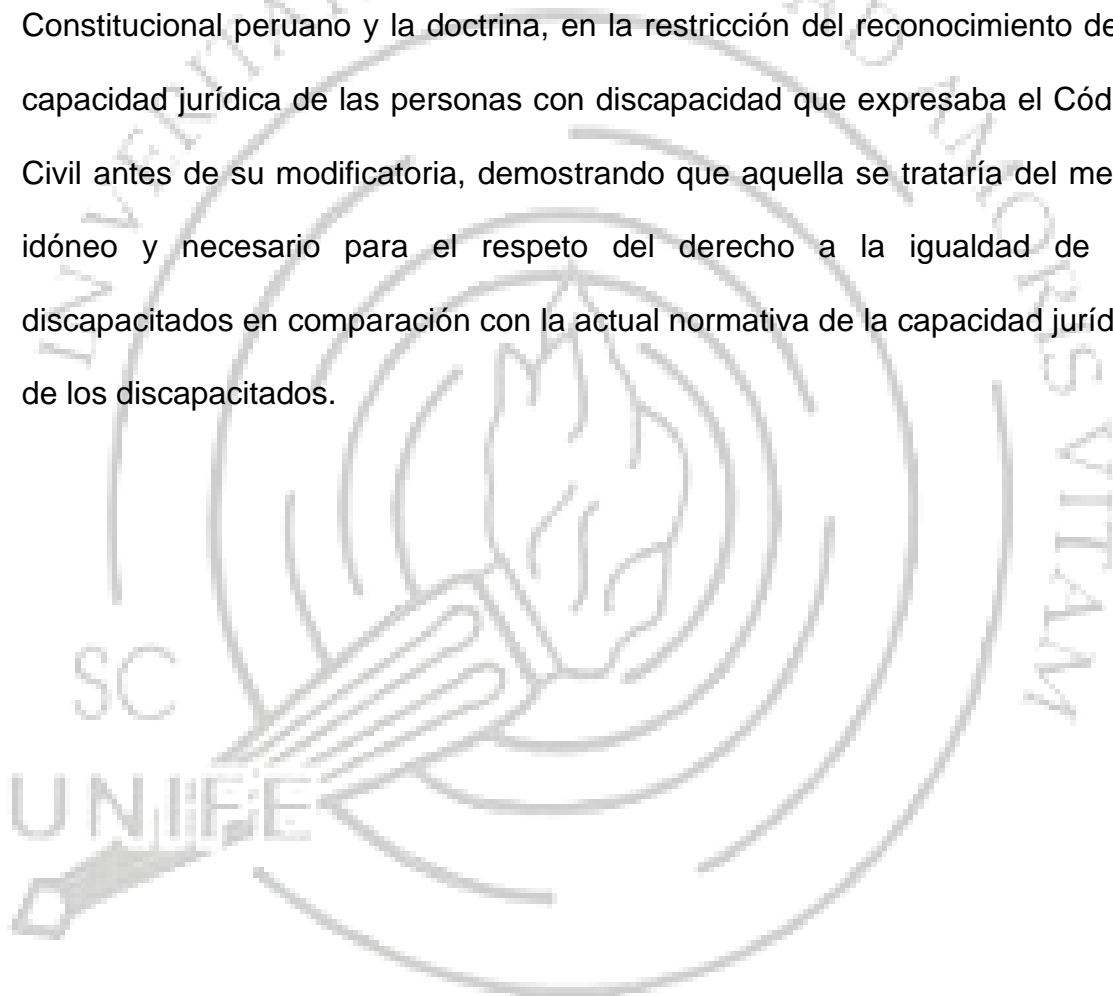 Constitucional peruano y la doctrina, en la restricción del reconocimiento de
capacidad jurídica de las personas con discapacidad que expresaba el Cód
Civil antes de su modificatoria, demostrando que aquella se trataría del me
idóneo y necesario para el respeto del derecho a la igualdad de
discapacitados en comparación con la actual normativa de la capacidad juríd
de los discapacitados.
SC
UNIFE
VITAM